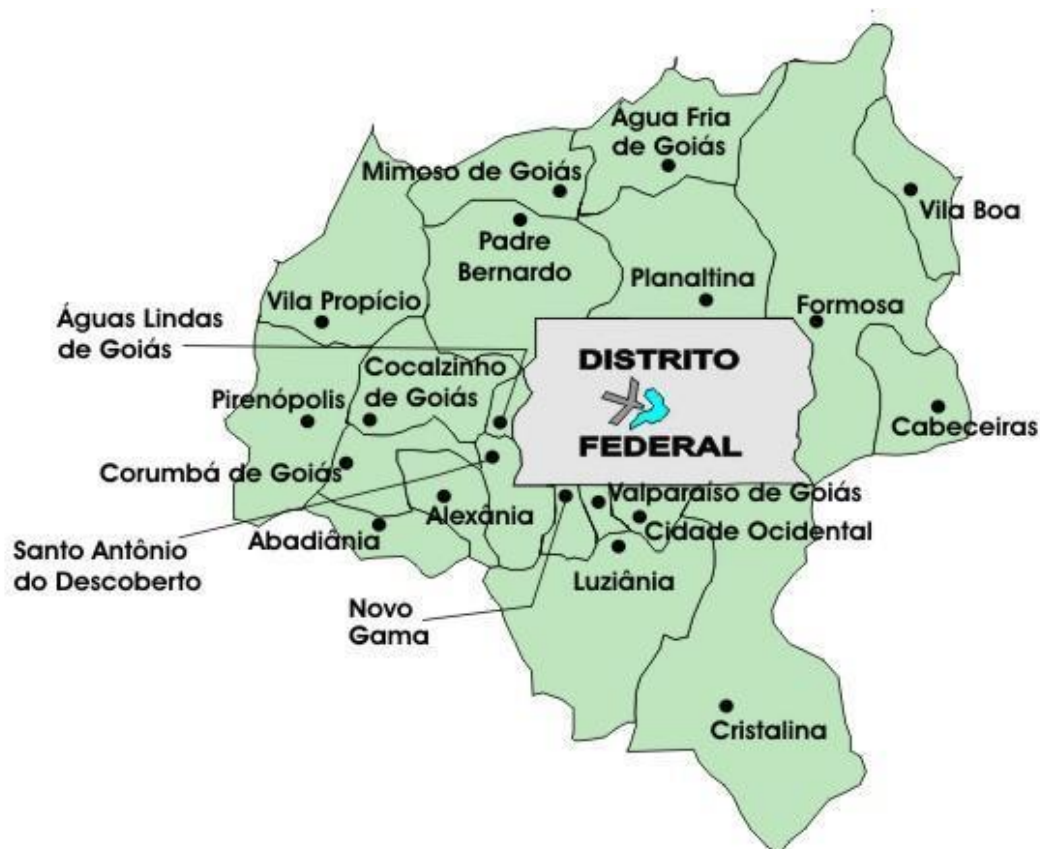 Água Fria
de Goiás
Mimoso de Goiás
Vila Boa
Padre
Bernardo
Planaltina
Vila Propício
Formosa
Águas Lindas
de Goiás
DISTRITO
FEDERAL
Cocalzinho
de Goiás
Pirenópolis
Cabeceiras
Corumbá de Goiás
Valparaíso de Goiás
Alexânia
Cidade Ocidental
Abadiânia
Santo Antônio
do Descoberto
Luziânia
Novo
Gama
Cristalina